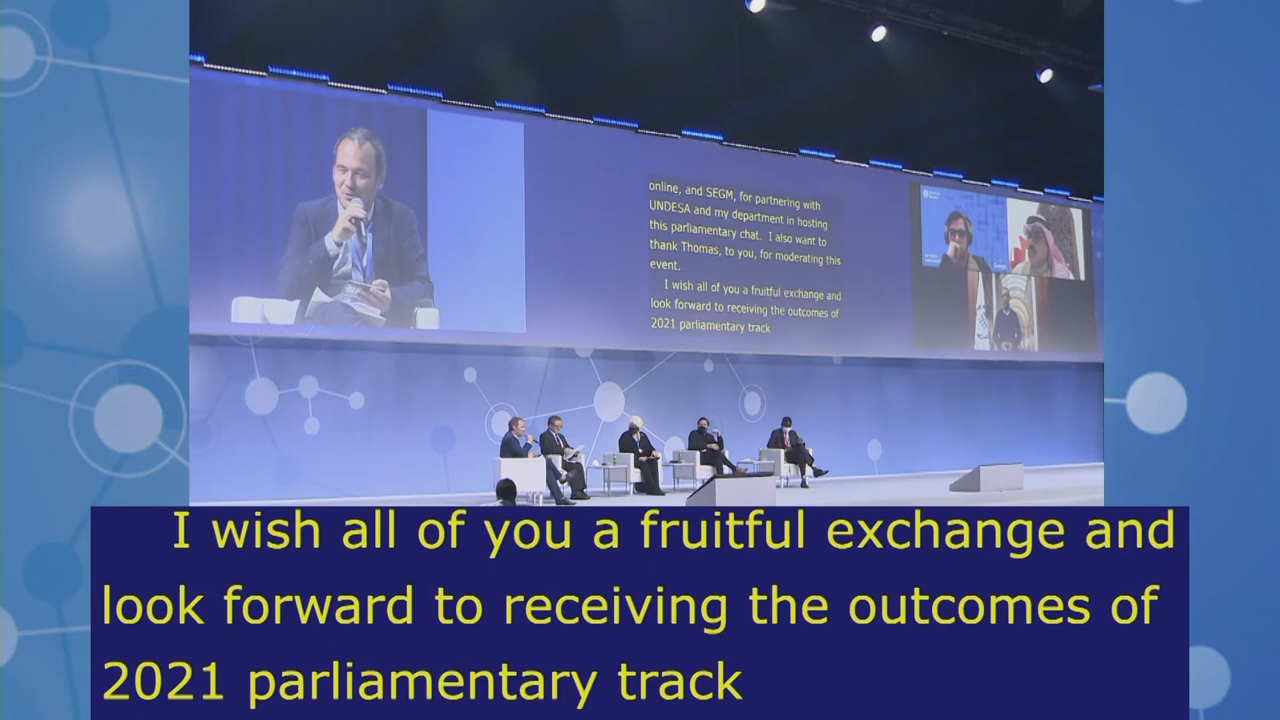 online, and SEGM, for partnering with
UNDESA and my department in hosting
this parliamentary chat. I also want to
thank Thomas, to you, for moderating this
event.
I wish all of you a fruitful exchange and
look forward to receiving the outcomes of
2021 parliamentary track
I wish all of you a fruitful exchange and
look forward to receiving the outcomes of
2021 parliamentary track